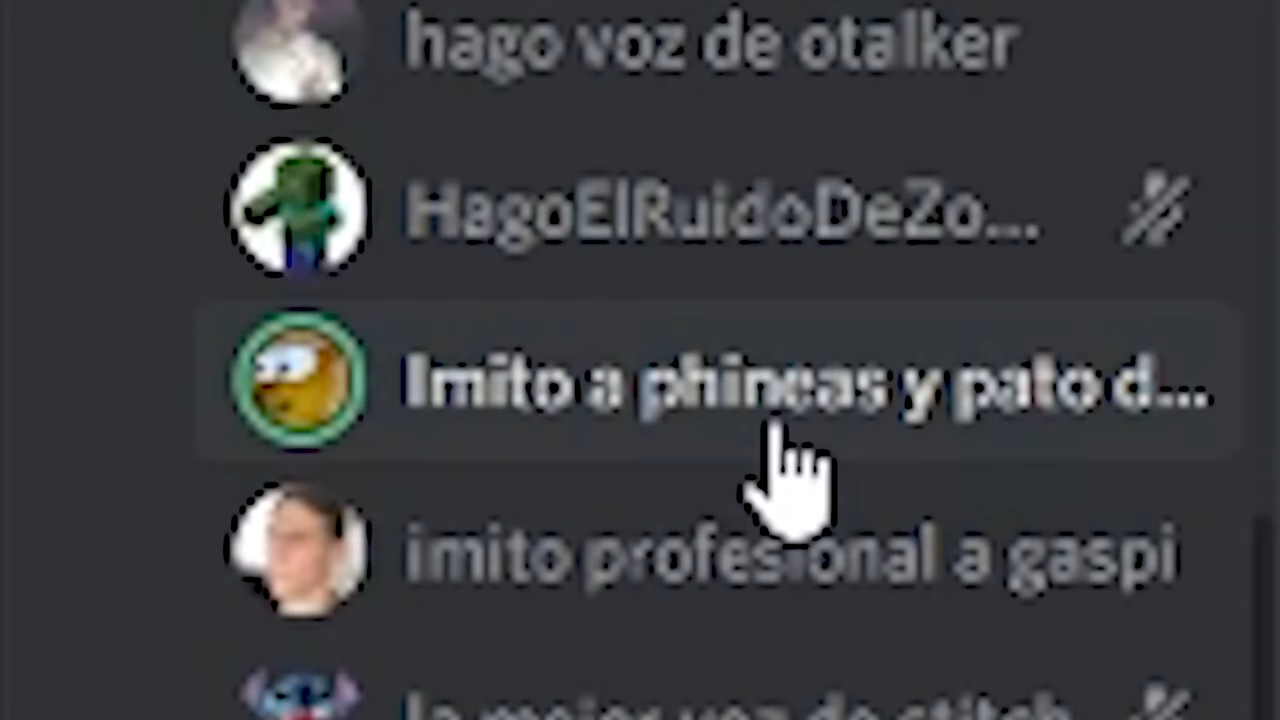 hago voz de otalker
HagoElRuidoDeZo...
Imito a phineas y pato d...
imito profesional a gaspi
la mejor voz de stitch